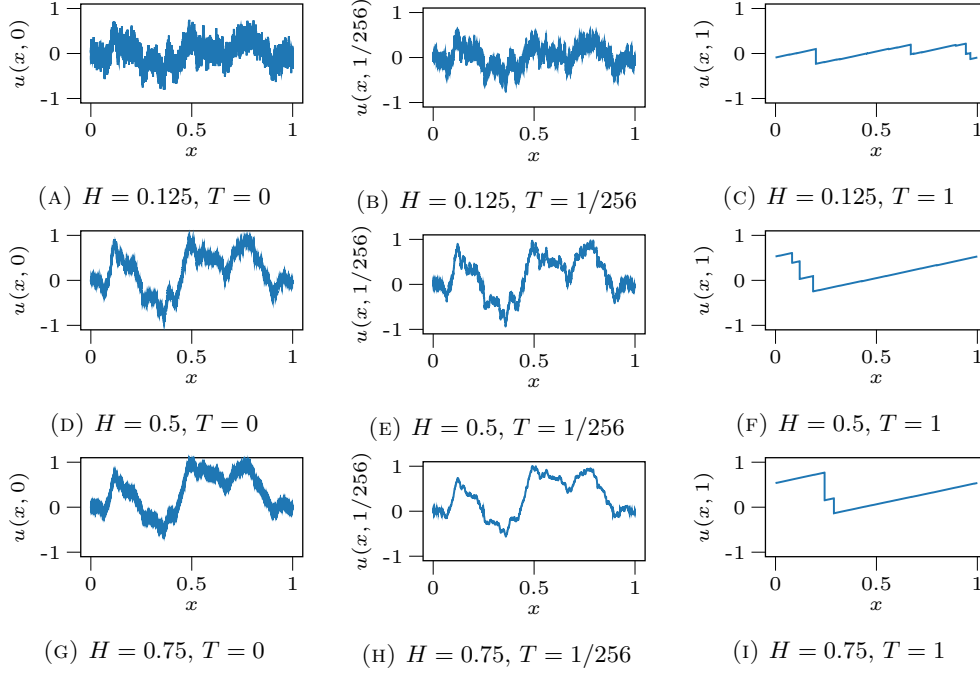 1
0
-1
u(x, 0)
0
0.5
1
x
(A) H = 0.125, T = 0
1
0
-1
u(x, 1/256)
0
0.5
1
x
(B) H = 0.125, T = 1/256
1
0
-1
u(x, 1)
0
0.5
1
x
(C) H = 0.125, T = 1
1
0
-1
u(x, 0)
0
0.5
1
x
(D) H = 0.5, T = 0
1
0
-1
u(x, 1/256)
0
0.5
1
x
(E) H = 0.5, T = 1/256
1
0
-1
u(x, 1)
0
0.5
1
x
(F) H = 0.5, T = 1
1
0
-1
u(x, 0)
0
0.5
1
x
(G) H = 0.75, T = 0
1
0
-1
u(x, 1/256)
0
0.5
1
x
(H) H = 0.75, T = 1/256
1
0
-1
u(x, 1)
0
0.5
1
x
(I) H = 0.75, T = 1